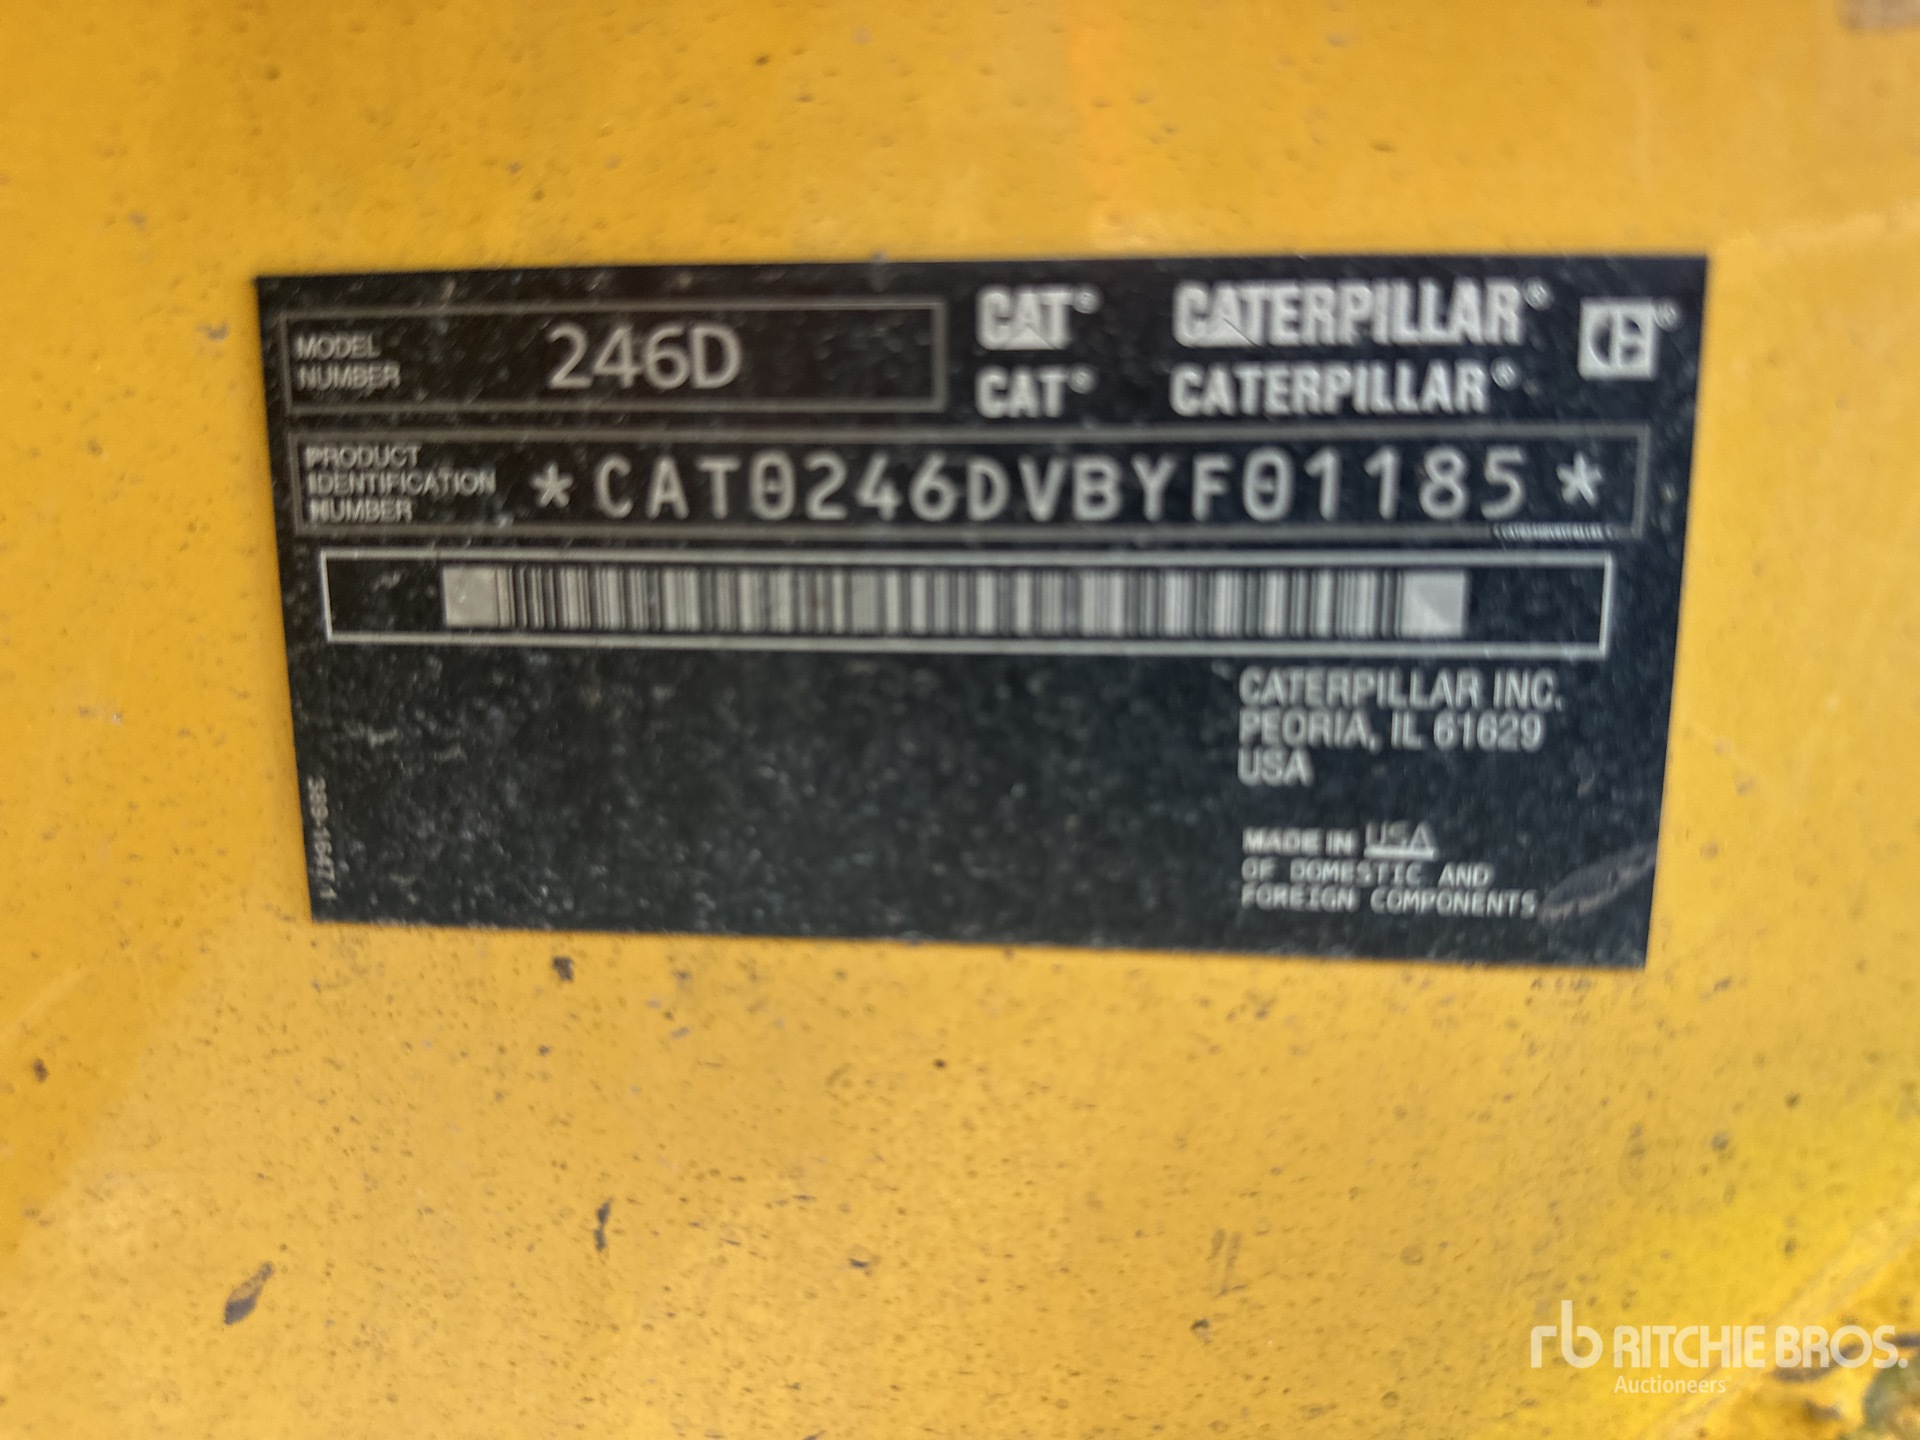 MODEL
NUMBER
246D
CAT® CATERPILLAR®
CAT® CATERPILLAR®
PRODUCT
IDENTIFICATION
NUMBER
*CAT0246DVBYF01185*
CATERPILLAR INC.
PEORIA, IL 61629
USA
MADE IN USA
OF DOMESTIC AND
FOREIGN COMPONENTS
rb RITCHIE BROS.
Auctioneers